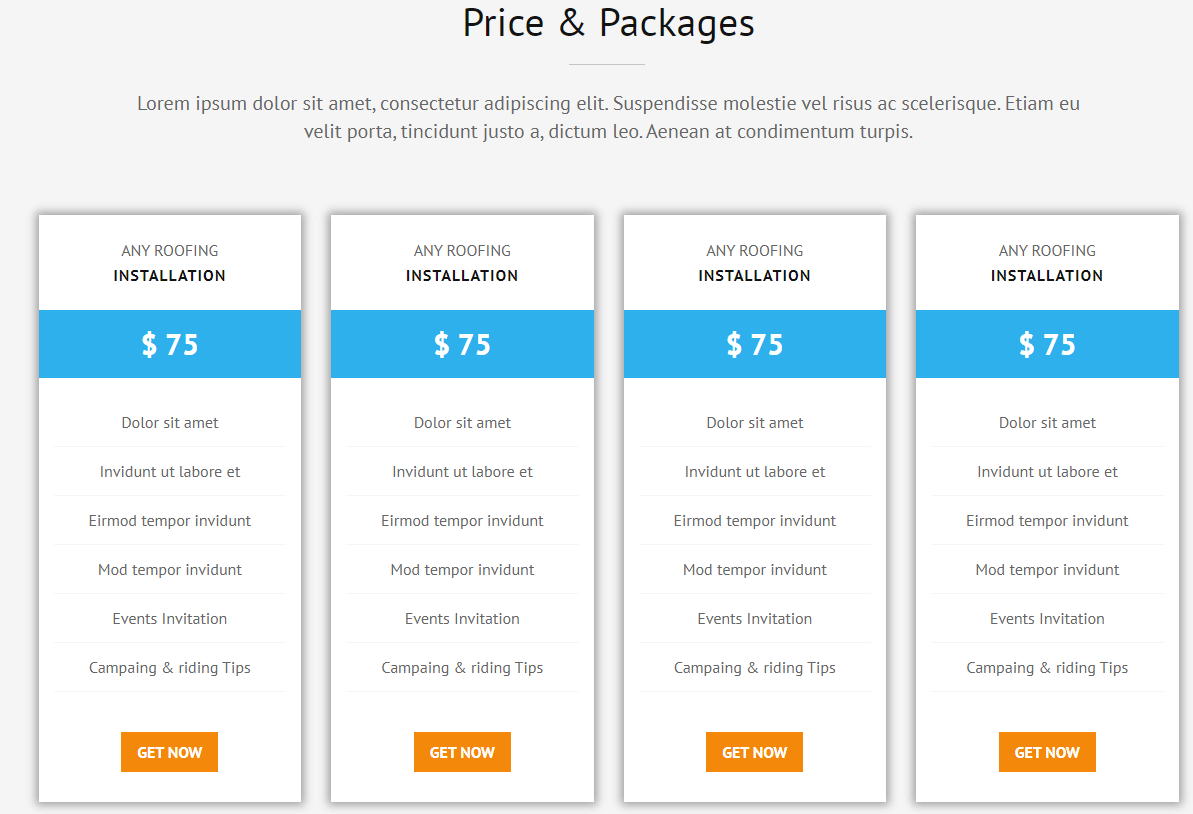 Price & Packages
Lorem ipsum dolor sit amet, consectetur adipiscing elit. Suspendisse molestie vel risus ac scelerisque. Etiam eu
velit porta, tincidunt justo a, dictum leo. Aenean at condimentum turpis.
ANY ROOFING
INSTALLATION
$ 75
Dolor sit amet
Invidunt ut labore et
Eirmod tempor invidunt
Mod tempor invidunt
Events Invitation
Campaing & riding Tips
GET NOW
ANY ROOFING
INSTALLATION
$ 75
Dolor sit amet
Invidunt ut labore et
Eirmod tempor invidunt
Mod tempor invidunt
Events Invitation
Campaing & riding Tips
GET NOW
ANY ROOFING
INSTALLATION
$ 75
Dolor sit amet
Invidunt ut labore et
Eirmod tempor invidunt
Mod tempor invidunt
Events Invitation
Campaing & riding Tips
GET NOW
ANY ROOFING
INSTALLATION
$ 75
Dolor sit amet
Invidunt ut labore et
Eirmod tempor invidunt
Mod tempor invidunt
Events Invitation
Campaing & riding Tips
GET NOW